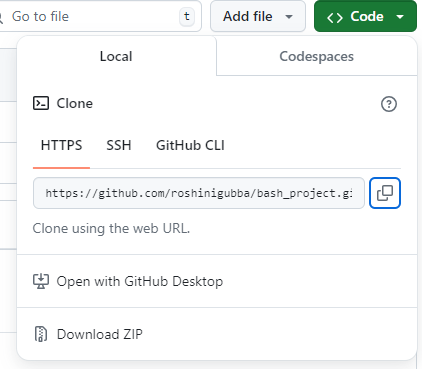 Go to file
t
Add file
Code
Local
Codespaces
Clone
HTTPS
SSH
GitHub CLI
https://github.com/roshinigubba/bash_project.gi
Clone using the web URL.
Open with GitHub Desktop
Download ZIP